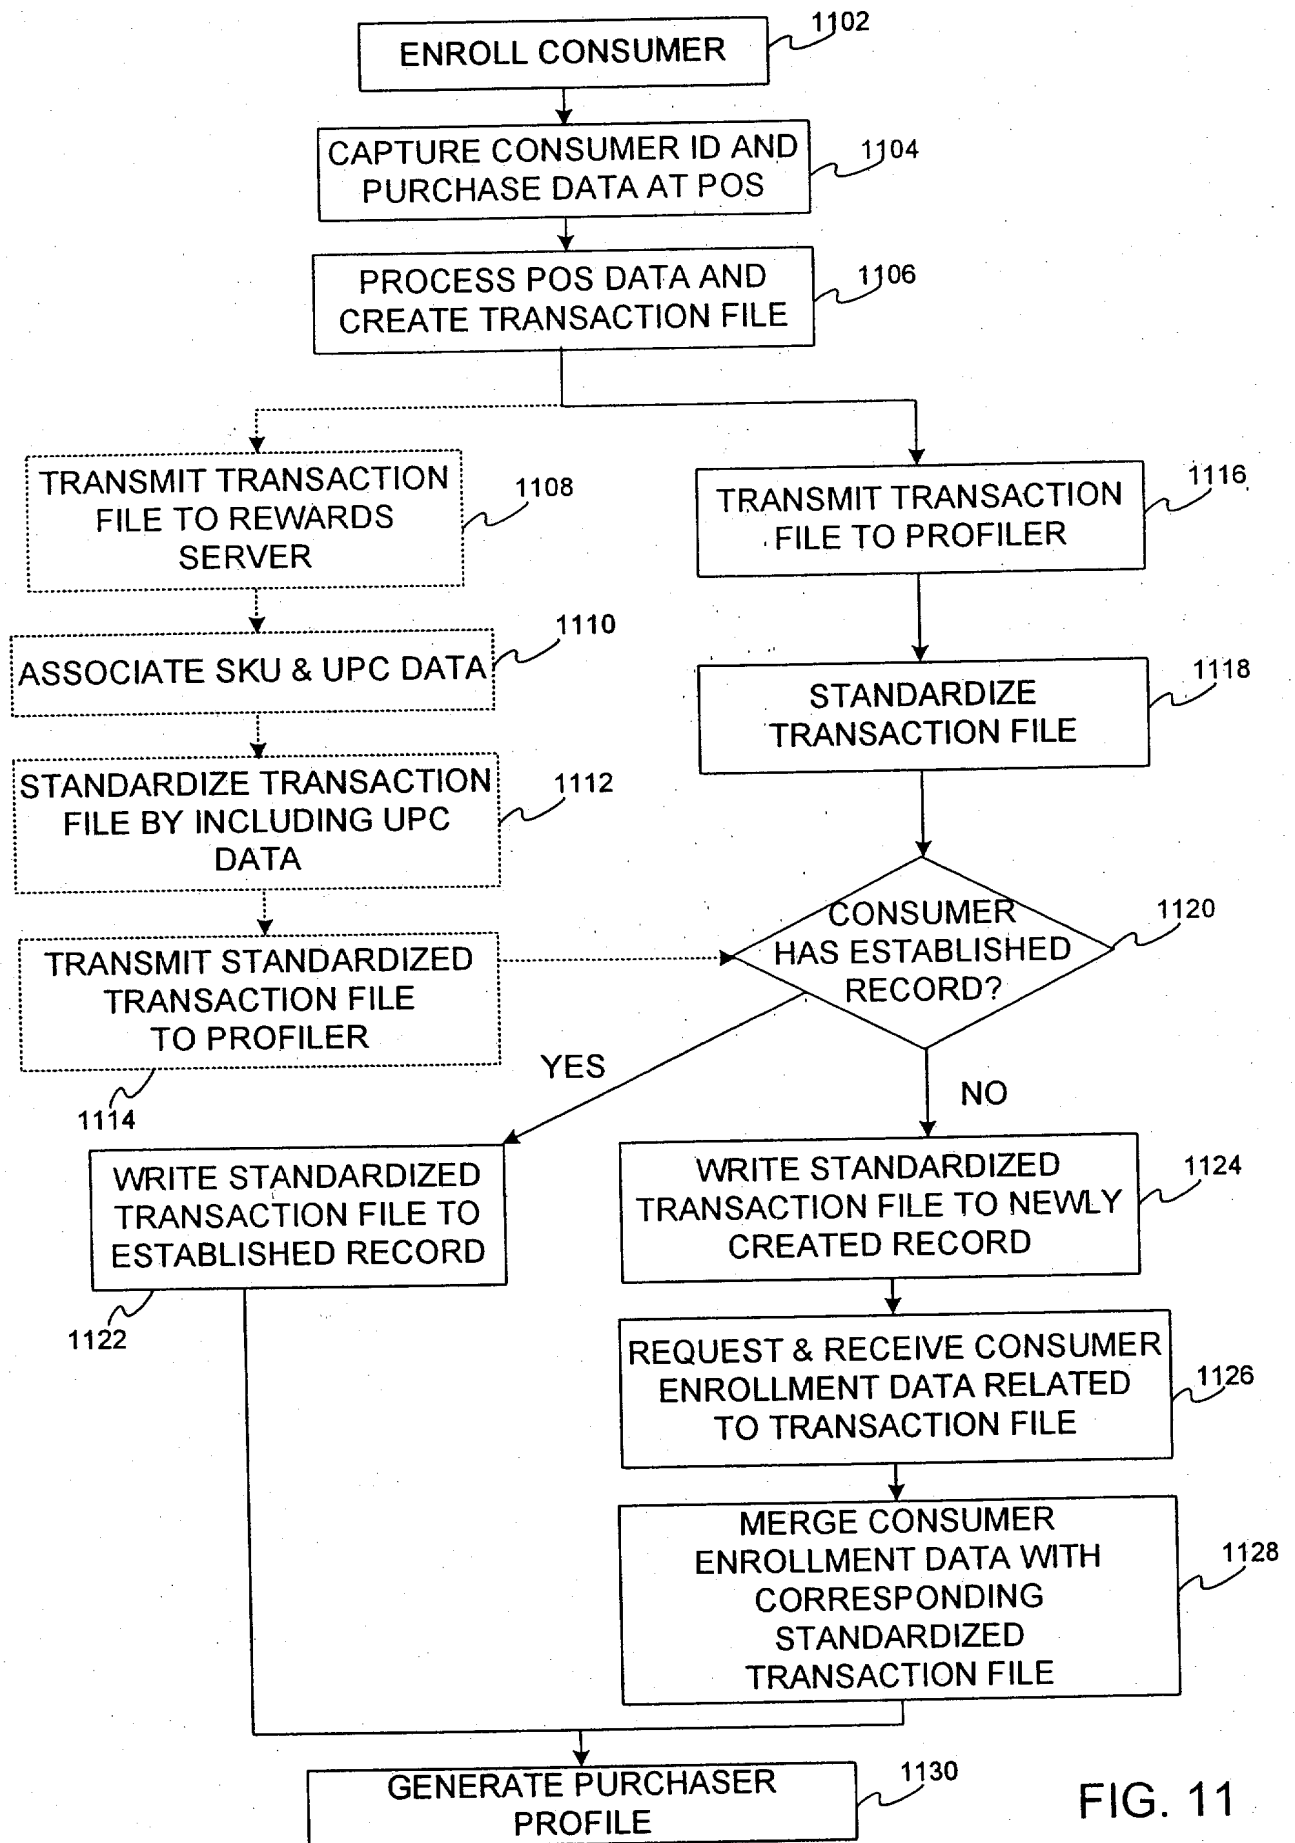 ENROLL CONSUMER
1102
CAPTURE CONSUMER ID AND
PURCHASE DATA AT POS
1104
PROCESS POS DATA AND
CREATE TRANSACTION FILE
1106
TRANSMIT TRANSACTION
FILE TO REWARDS
SERVER
1108
ASSOCIATE SKU & UPC DATA
1110
STANDARDIZE TRANSACTION
FILE BY INCLUDING UPC
DATA
1112
TRANSMIT STANDARDIZED
TRANSACTION FILE
TO PROFILER
1114
TRANSMIT TRANSACTION
FILE TO PROFILER
1116
STANDARDIZE
TRANSACTION FILE
1118
CONSUMER
HAS ESTABLISHED
RECORD?
1120
YES
NO
WRITE STANDARDIZED
TRANSACTION FILE TO
ESTABLISHED RECORD
1122
WRITE STANDARDIZED
TRANSACTION FILE TO NEWLY
CREATED RECORD
1124
REQUEST & RECEIVE CONSUMER
ENROLLMENT DATA RELATED
TO TRANSACTION FILE
1126
MERGE CONSUMER
ENROLLMENT DATA WITH
CORRESPONDING
STANDARDIZED
TRANSACTION FILE
1128
GENERATE PURCHASER
PROFILE
1130
FIG. 11